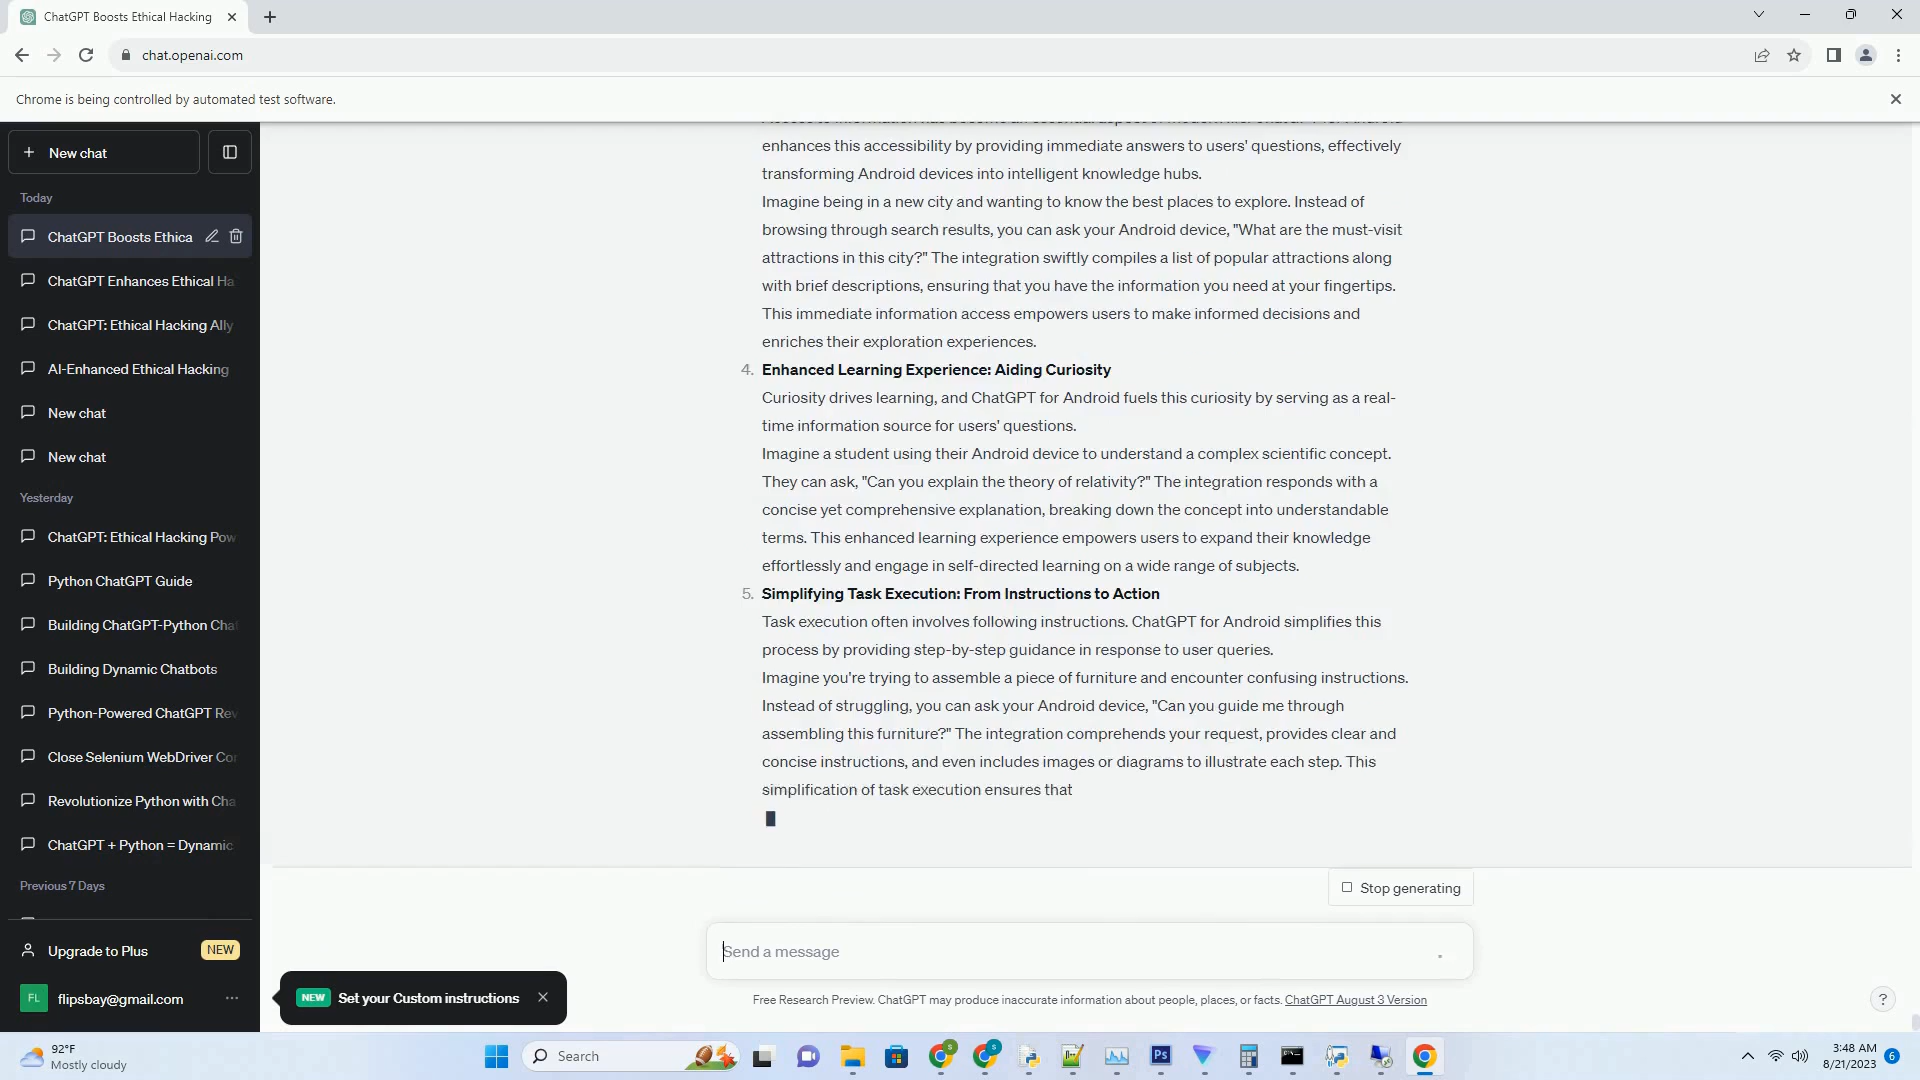 ChatGPT Boosts Ethical Hacking
chat.openai.com
Chrome is being controlled by automated test software.
New chat
Today
ChatGPT Boosts Ethica
ChatGPT Enhances Ethical Ha
ChatGPT: Ethical Hacking Ally
AI-Enhanced Ethical Hacking
New chat
New chat
Yesterday
ChatGPT: Ethical Hacking Pow
Python ChatGPT Guide
Building ChatGPT-Python Cha
Building Dynamic Chatbots
Python-Powered ChatGPT Rev
Close Selenium WebDriver Co
Revolutionize Python with Cha
ChatGPT + Python = Dynamic
Previous 7 Days
Upgrade to Plus NEW
FL flipsbay@gmail.com
enhances this accessibility by providing immediate answers to users' questions, effectively
transforming Android devices into intelligent knowledge hubs.
Imagine being in a new city and wanting to know the best places to explore. Instead of
browsing through search results, you can ask your Android device, "What are the must-visit
attractions in this city?" The integration swiftly compiles a list of popular attractions along
with brief descriptions, ensuring that you have the information you need at your fingertips.
This immediate information access empowers users to make informed decisions and
enriches their exploration experiences.
4. Enhanced Learning Experience: Aiding Curiosity
Curiosity drives learning, and ChatGPT for Android fuels this curiosity by serving as a real-
time information source for users' questions.
Imagine a student using their Android device to understand a complex scientific concept.
They can ask, "Can you explain the theory of relativity?" The integration responds with a
concise yet comprehensive explanation, breaking down the concept into understandable
terms. This enhanced learning experience empowers users to expand their knowledge
effortlessly and engage in self-directed learning on a wide range of subjects.
5. Simplifying Task Execution: From Instructions to Action
Task execution often involves following instructions. ChatGPT for Android simplifies this
process by providing step-by-step guidance in response to user queries.
Imagine you're trying to assemble a piece of furniture and encounter confusing instructions.
Instead of struggling, you can ask your Android device, "Can you guide me through
assembling this furniture?" The integration comprehends your request, provides clear and
concise instructions, and even includes images or diagrams to illustrate each step. This
simplification of task execution ensures that
Stop generating
Send a message
NEW Set your Custom instructions
Free Research Preview. ChatGPT may produce inaccurate information about people, places, or facts. ChatGPT August 3 Version
?
92°F
Mostly cloudy
Search
Ps
3:48 AM
8/21/2023
6